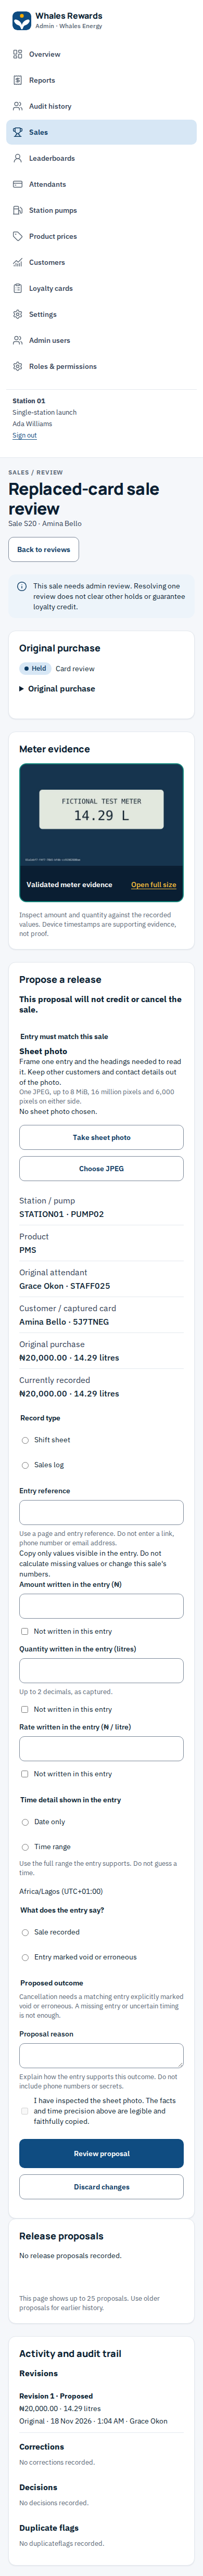 Whales Rewards
Admin · Whales Energy
Overview
Reports
Audit history
Sales
Leaderboards
Attendants
Station pumps
Product prices
Customers
Loyalty cards
Settings
Admin users
Roles & permissions
Station 01
Single-station launch
Ada Williams
Sign out
SALES / REVIEW
Replaced-card sale
review
Sale S20 · Amina Bello
Back to reviews
This sale needs admin review. Resolving one
review does not clear other holds or guarantee
loyalty credit.
Original purchase
Held
Card review
Original purchase
Meter evidence
FICTIONAL TEST METER
14.29 L
Validated meter evidence
Open full size
Inspect amount and quantity against the recorded
values. Device timestamps are supporting evidence,
not proof.
Propose a release
This proposal will not credit or cancel the
sale.
Entry must match this sale
Sheet photo
Frame one entry and the headings needed to read
it. Keep other customers and contact details out
of the photo.
One JPEG, up to 8 MiB, 16 million pixels and 6,000
pixels on either side.
No sheet photo chosen.
Take sheet photo
Choose JPEG
Station / pump
STATION01 · PUMP02
Product
PMS
Original attendant
Grace Okon · STAFF025
Customer / captured card
Amina Bello · 5J7TNEG
Original purchase
₦20,000.00 · 14.29 litres
Currently recorded
₦20,000.00 · 14.29 litres
Record type
Shift sheet
Sales log
Entry reference
Use a page and entry reference. Do not enter a link,
phone number or email address.
Copy only values visible in the entry. Do not
calculate missing values or change this sale's
numbers.
Amount written in the entry (₦)
Not written in this entry
Quantity written in the entry (litres)
Up to 2 decimals, as captured.
Not written in this entry
Rate written in the entry (₦ / litre)
Not written in this entry
Time detail shown in the entry
Date only
Time range
Use the full range the entry supports. Do not guess a
time.
Africa/Lagos (UTC+01:00)
What does the entry say?
Sale recorded
Entry marked void or erroneous
Proposed outcome
Cancellation needs a matching entry explicitly marked
void or erroneous. A missing entry or uncertain timing
is not enough.
Proposal reason
Explain how the entry supports this outcome. Do not
include phone numbers or secrets.
I have inspected the sheet photo. The facts
and time precision above are legible and
faithfully copied.
Review proposal
Discard changes
Release proposals
No release proposals recorded.
This page shows up to 25 proposals. Use older
proposals for earlier history.
Activity and audit trail
Revisions
Revision 1 · Proposed
₦20,000.00 · 14.29 litres
Original · 18 Nov 2026 · 1:04 AM · Grace Okon
Corrections
No corrections recorded.
Decisions
No decisions recorded.
Duplicate flags
No duplicateflags recorded.